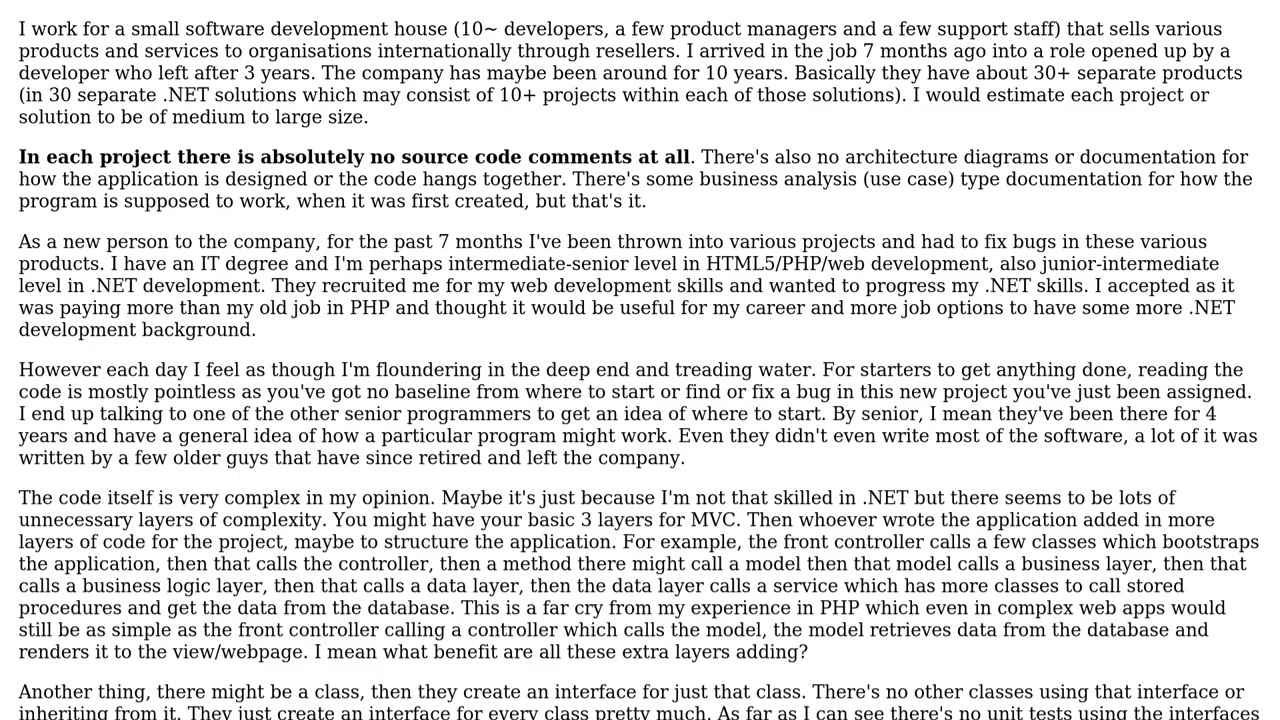 I work for a small software development house (10~ developers, a few product managers and a few support staff) that sells various
products and services to organisations internationally through resellers. I arrived in the job 7 months ago into a role opened up by a
developer who left after 3 years. The company has maybe been around for 10 years. Basically they have about 30+ separate products
(in 30 separate .NET solutions which may consist of 10+ projects within each of those solutions). I would estimate each project or
solution to be of medium to large size.
In each project there is absolutely no source code comments at all. There's also no architecture diagrams or documentation for
how the application is designed or the code hangs together. There's some business analysis (use case) type documentation for how the
program is supposed to work, when it was first created, but that's it.
As a new person to the company, for the past 7 months I've been thrown into various projects and had to fix bugs in these various
products. I have an IT degree and I'm perhaps intermediate-senior level in HTML5/PHP/web development, also junior-intermediate
level in .NET development. They recruited me for my web development skills and wanted to progress my .NET skills. I accepted as it
was paying more than my old job in PHP and thought it would be useful for my career and more job options to have some more .NET
development background.
However each day I feel as though I'm floundering in the deep end and treading water. For starters to get anything done, reading the
code is mostly pointless as you've got no baseline from where to start or find or fix a bug in this new project you've just been assigned.
I end up talking to one of the other senior programmers to get an idea of where to start. By senior, I mean they've been there for 4
years and have a general idea of how a particular program might work. Even they didn't even write most of the software, a lot of it was
written by a few older guys that have since retired and left the company.
The code itself is very complex in my opinion. Maybe it's just because I'm not that skilled in .NET but there seems to be lots of
unnecessary layers of complexity. You might have your basic 3 layers for MVC. Then whoever wrote the application added in more
layers of code for the project, maybe to structure the application. For example, the front controller calls a few classes which bootstraps
the application, then that calls the controller, then a method there might call a model then that model calls a business layer, then that
calls a business logic layer, then that calls a data layer, then the data layer calls a service which has more classes to call stored
procedures and get the data from the database. This is a far cry from my experience in PHP which even in complex web apps would
still be as simple as the front controller calling a controller which calls the model, the model retrieves data from the database and
renders it to the view/webpage. I mean what benefit are all these extra layers adding?
Another thing, there might be a class, then they create an interface for just that class. There's no other classes using that interface or
inheriting from it. They just create an interface for every class pretty much. As far as I can see there's no unit tests using the interfaces